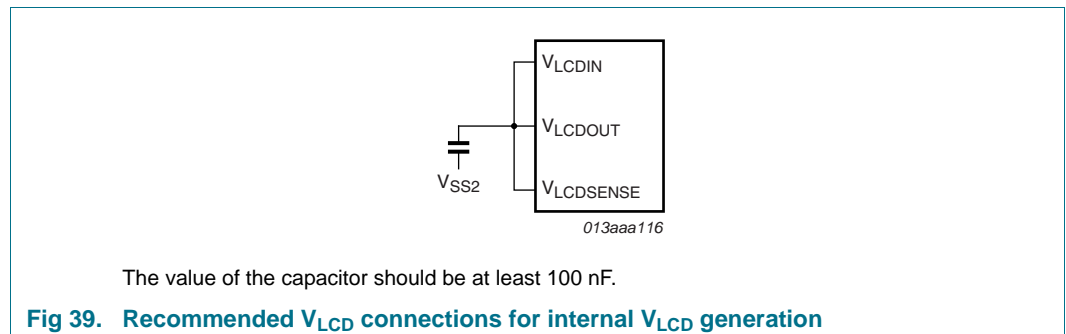 VLCDIN
VLCDOUT
VSS2
VLCDSENSE
013aaa116
The value of the capacitor should be at least 100 nF.
Fig 39. Recommended VLCD connections for internal VLCD generation